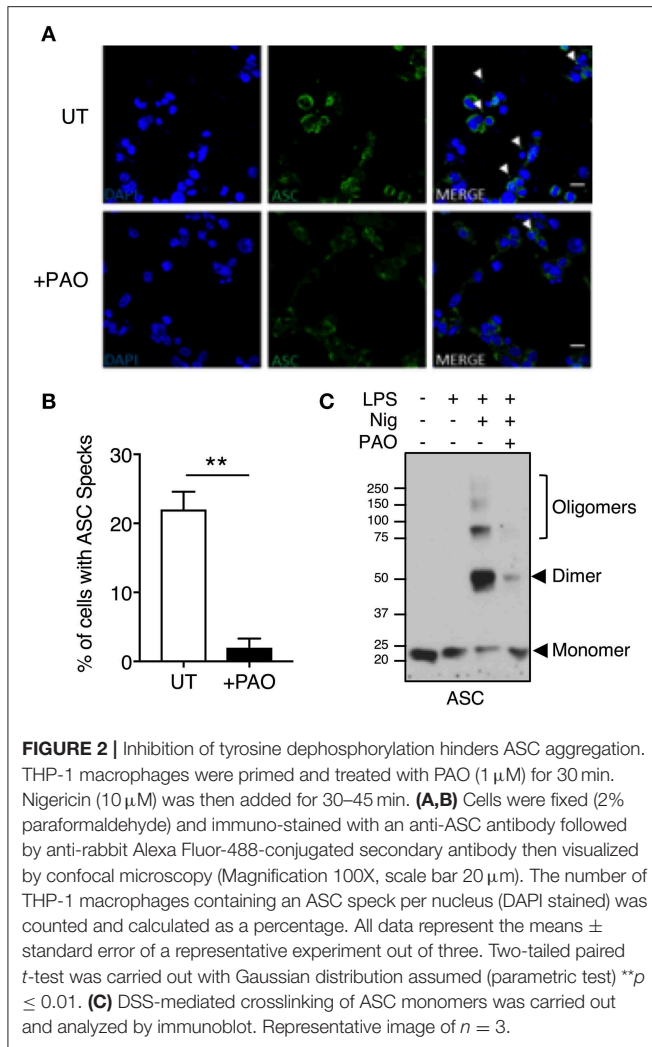 A
UT
DAPI
ASC
MERGE
+PAO
DAPI
ASC
MERGE
B
% of cells with ASC Specks
30
20
10
0
**
UT
+PAO
C
LPS - + + +
Nig - - + +
PAO - - - +
250
150
100
75
50
37
25
20
Oligomers
Dimer
Monomer
ASC
FIGURE 2 | Inhibition of tyrosine dephosphorylation hinders ASC aggregation.
THP-1 macrophages were primed and treated with PAO (1 μM) for 30 min.
Nigericin (10 μM) was then added for 30–45 min. (A,B) Cells were fixed (2%
paraformaldehyde) and immuno-stained with an anti-ASC antibody followed
by anti-rabbit Alexa Fluor-488-conjugated secondary antibody then visualized
by confocal microscopy (Magnification 100X, scale bar 20 μm). The number of
THP-1 macrophages containing an ASC speck per nucleus (DAPI stained) was
counted and calculated as a percentage. All data represent the means ±
standard error of a representative experiment out of three. Two-tailed paired
t-test was carried out with Gaussian distribution assumed (parametric test) **p
≤ 0.01. (C) DSS-mediated crosslinking of ASC monomers was carried out
and analyzed by immunoblot. Representative image of n = 3.